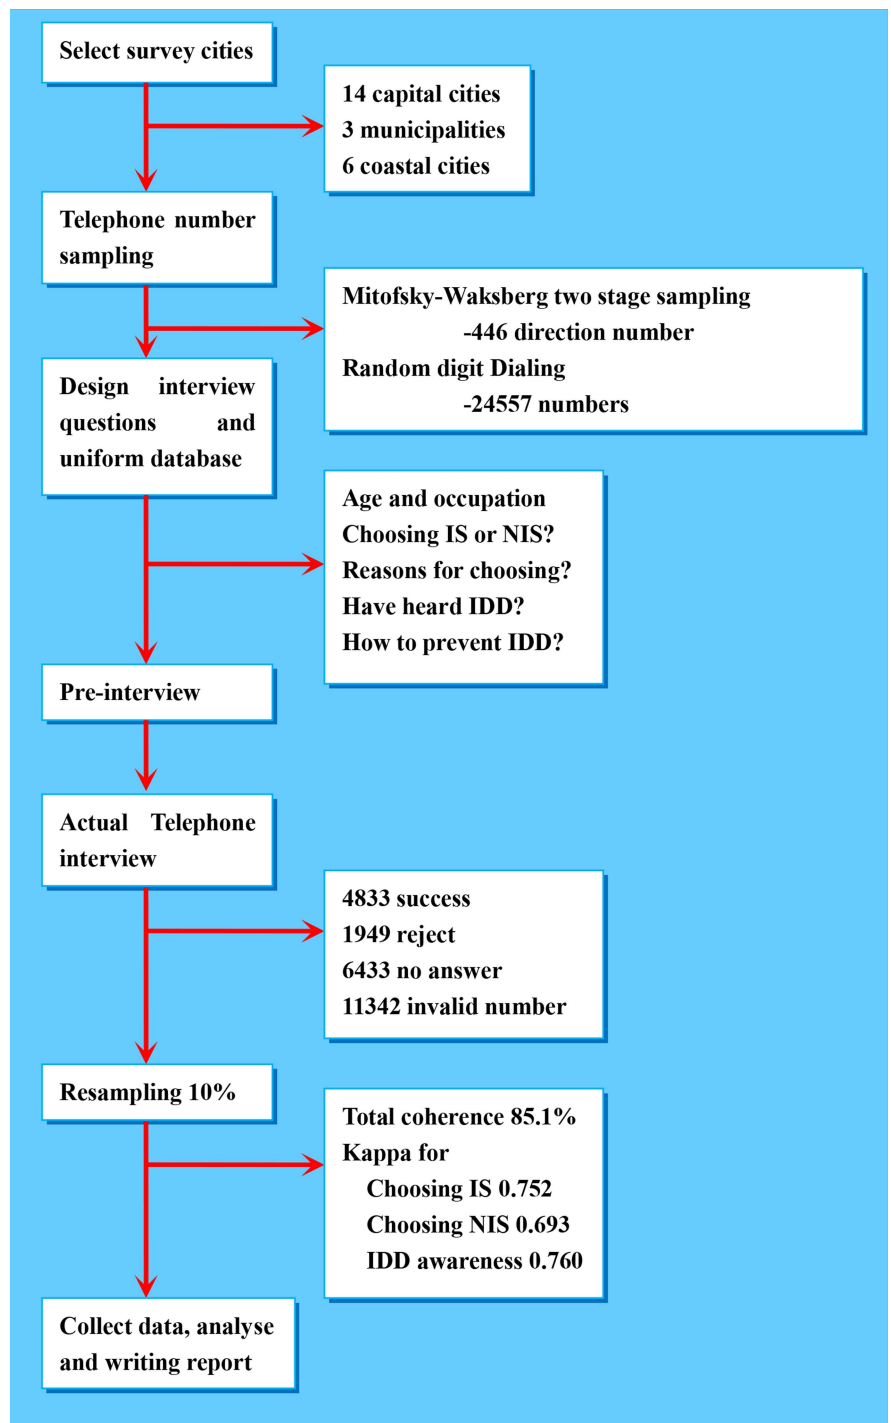 Select survey cities
14 capital cities
3 municipalities
6 coastal cities
Telephone number
sampling
Mitofsky-Waksberg two stage sampling
-446 direction number
Random digit Dialing
-24557 numbers
Design interview
questions and
uniform database
Age and occupation
Choosing IS or NIS?
Reasons for choosing?
Have heard IDD?
How to prevent IDD?
Pre-interview
Actual Telephone
interview
4833 success
1949 reject
6433 no answer
11342 invalid number
Resampling 10%
Total coherence 85.1%
Kappa for
Choosing IS 0.752
Choosing NIS 0.693
IDD awareness 0.760
Collect data, analyse
and writing report